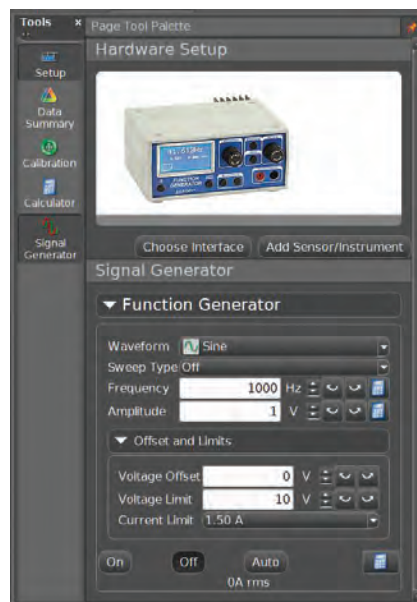 Tools × Page Tool Palette
Setup
Data
Summary
Calibration
Calculator
Signal
Generator
Hardware Setup
FUNCTION
GENERATOR
Choose Interface Add Sensor/Instrument
Signal Generator
Function Generator
Waveform Sine
Sweep Type Off
Frequency 1000 Hz
Amplitude 1 V
Offset and Limits
Voltage Offset 0 V
Voltage Limit 10 V
Current Limit 1.50 A
On Off Auto
0A rms